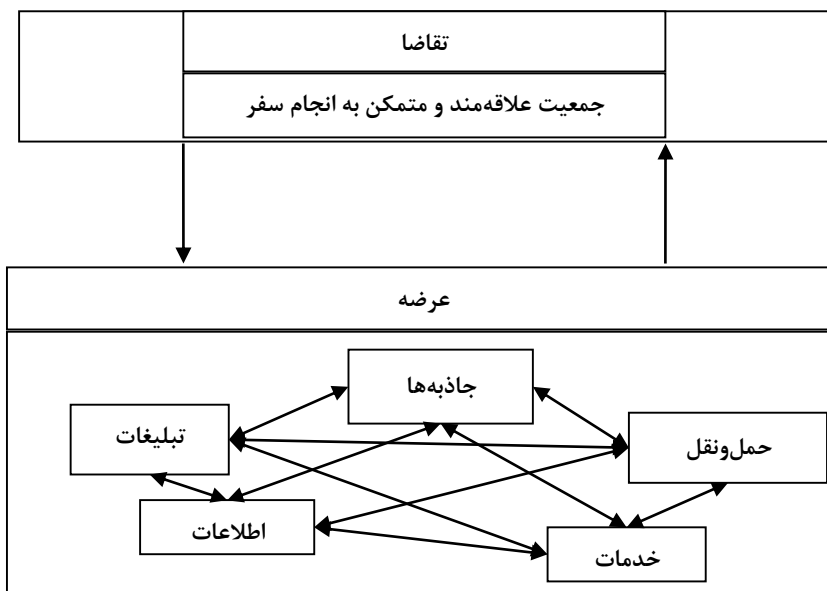 تقاضا
جمعیت علاقه‌مند و متمکن به انجام سفر
عرضه
جاذبه‌ها
حمل‌ونقل
تبلیغات
خدمات
اطلاعات